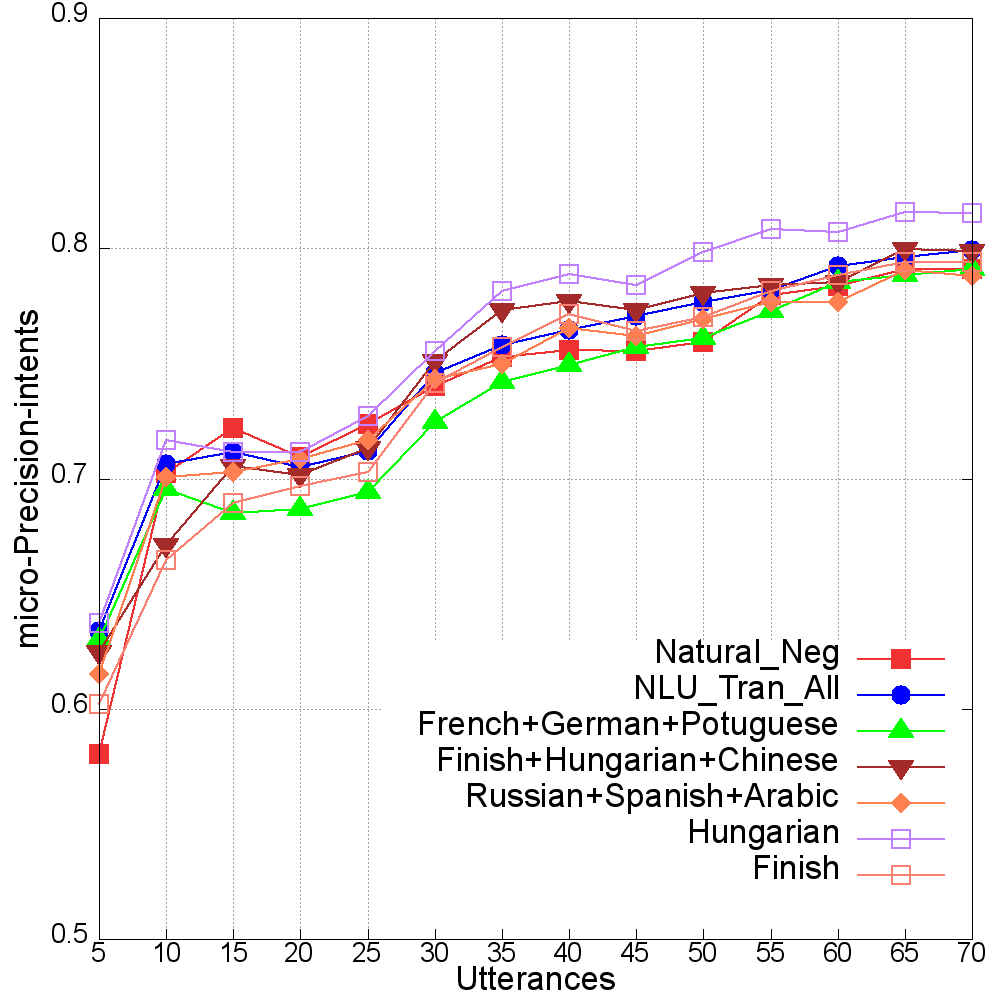 0.9
0.8
0.7
0.6
0.5
micro-Precision-intents
Natural_Neg
NLU_Tran_All
French+German+Potuguese
Finish+Hungarian+Chinese
Russian+Spanish+Arabic
Hungarian
Finish
5 10 15 20 25 30 35 40 45 50 55 60 65 70
Utterances